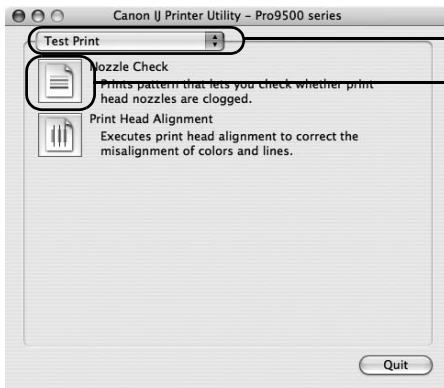 Canon IJ Printer Utility – Pro9500 series
Test Print
Nozzle Check
Prints pattern that lets you check whether print
head nozzles are clogged.
Print Head Alignment
Executes print head alignment to correct the
misalignment of colors and lines.
Quit